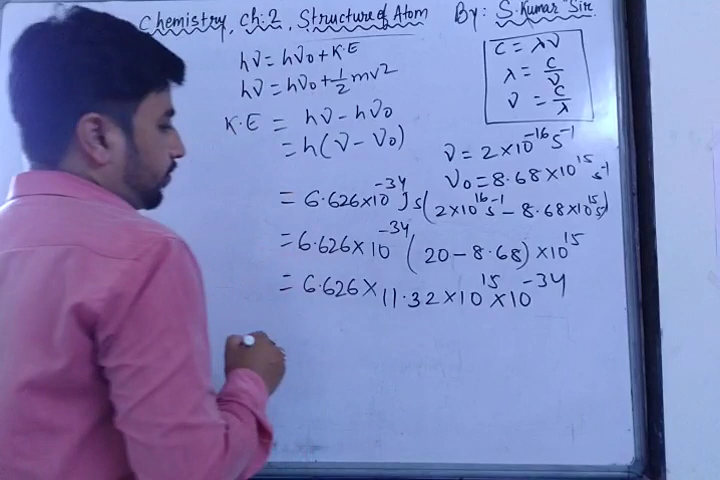 Chemistry, Ch:2, Structure of Atom
By: S. Kumar "Sir"
hν = hν₀ + K·E
hν = hν₀ + ½ mv²
K·E = hν − hν₀
= h(ν − ν₀)
C = λν
λ = C/ν
ν = C/λ
ν = 2×10⁻¹⁶ s⁻¹
ν₀ = 8.68×10¹⁵ s⁻¹
= 6.626×10⁻³⁴ Js(2×10¹⁶ s⁻¹ − 8.68×10¹⁵ s⁻¹)
= 6.626×10⁻³⁴ (20 − 8.68)×10¹⁵
= 6.626×11.32×10¹⁵×10⁻³⁴